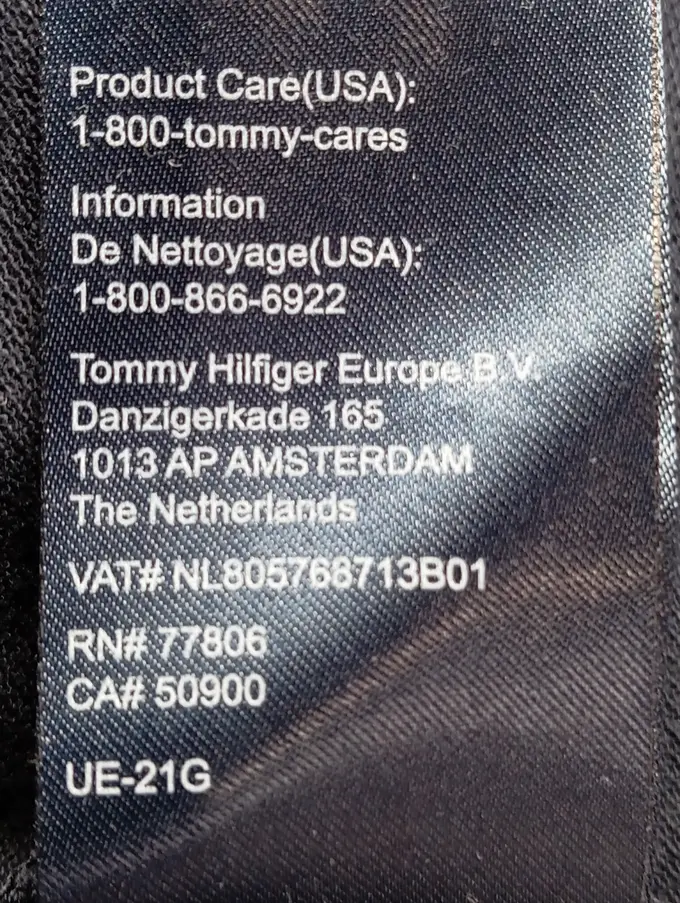 Product Care(USA):
1-800-tommy-cares
Information
De Nettoyage(USA):
1-800-866-6922
Tommy Hilfiger Europe B.V.
Danzigerkade 165
1013 AP AMSTERDAM
The Netherlands
VAT# NL805768713B01
RN# 77806
CA# 50900
UE-21G